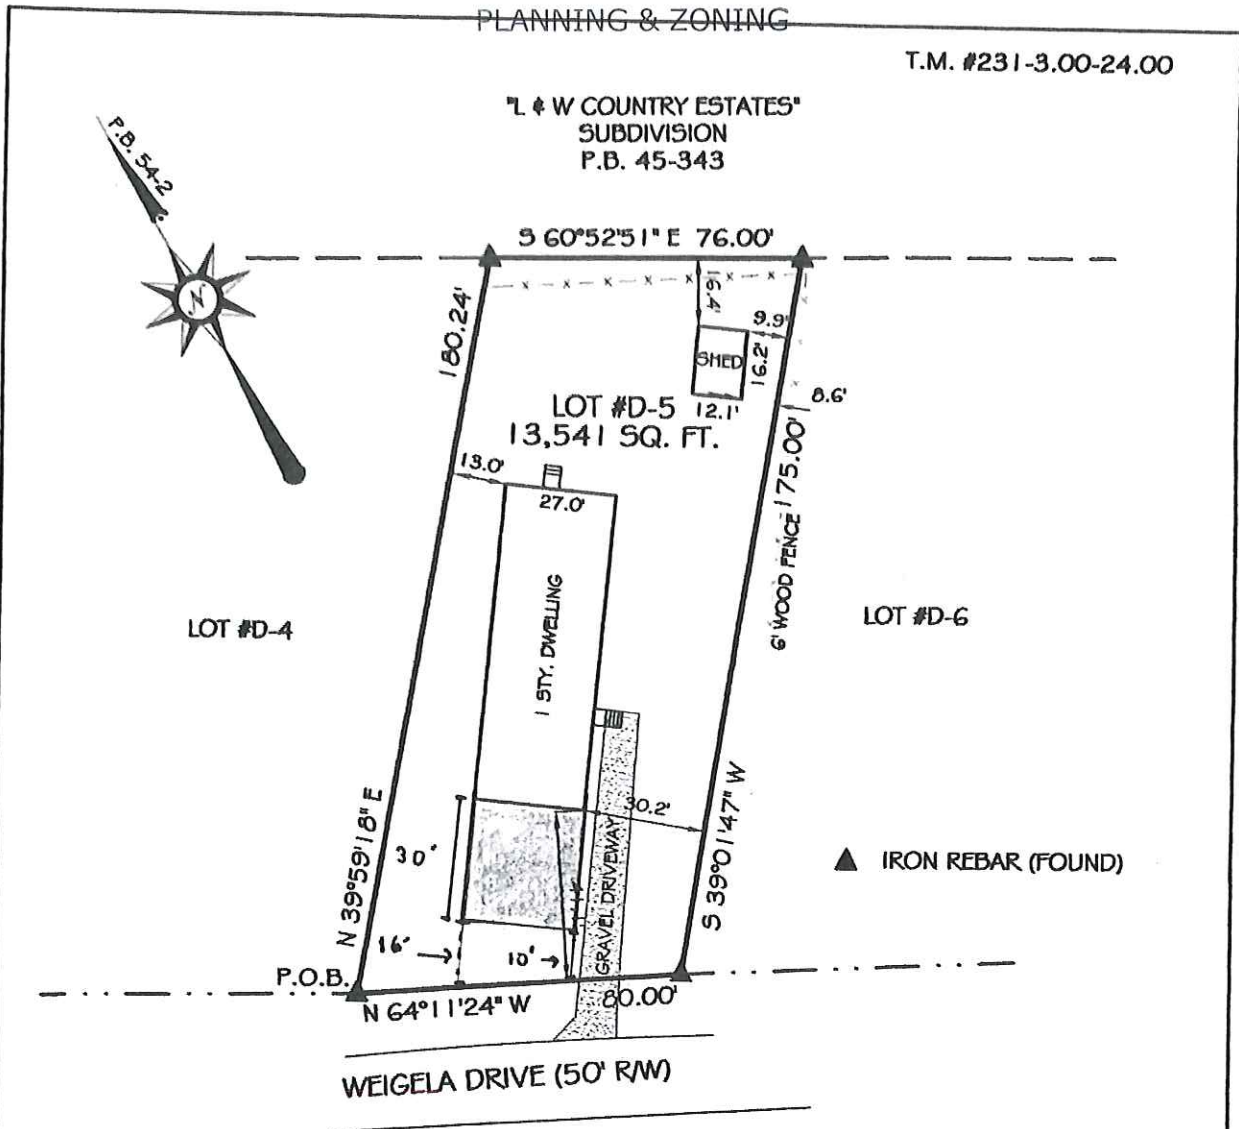 PLANNING & ZONING
T.M. #231-3.00-24.00
"L & W COUNTRY ESTATES"
SUBDIVISION
P.B. 45-343
P.B. 54-2
N
S 60°52'51" E 76.00'
180.24'
16.4'
9.9'
SHED
16.2'
12.1'
8.6'
LOT #D-5
13,541 SQ. FT.
13.0'
27.0'
175.00'
6' WOOD FENCE
1 STY. DWELLING
LOT #D-4
LOT #D-6
30.2'
N 39°59'18" E
30'
GRAVEL DRIVEWAY
S 39°01'47" W
IRON REBAR (FOUND)
16'
10'
P.O.B.
N 64°11'24" W
80.00'
WEIGELA DRIVE (50' R/W)